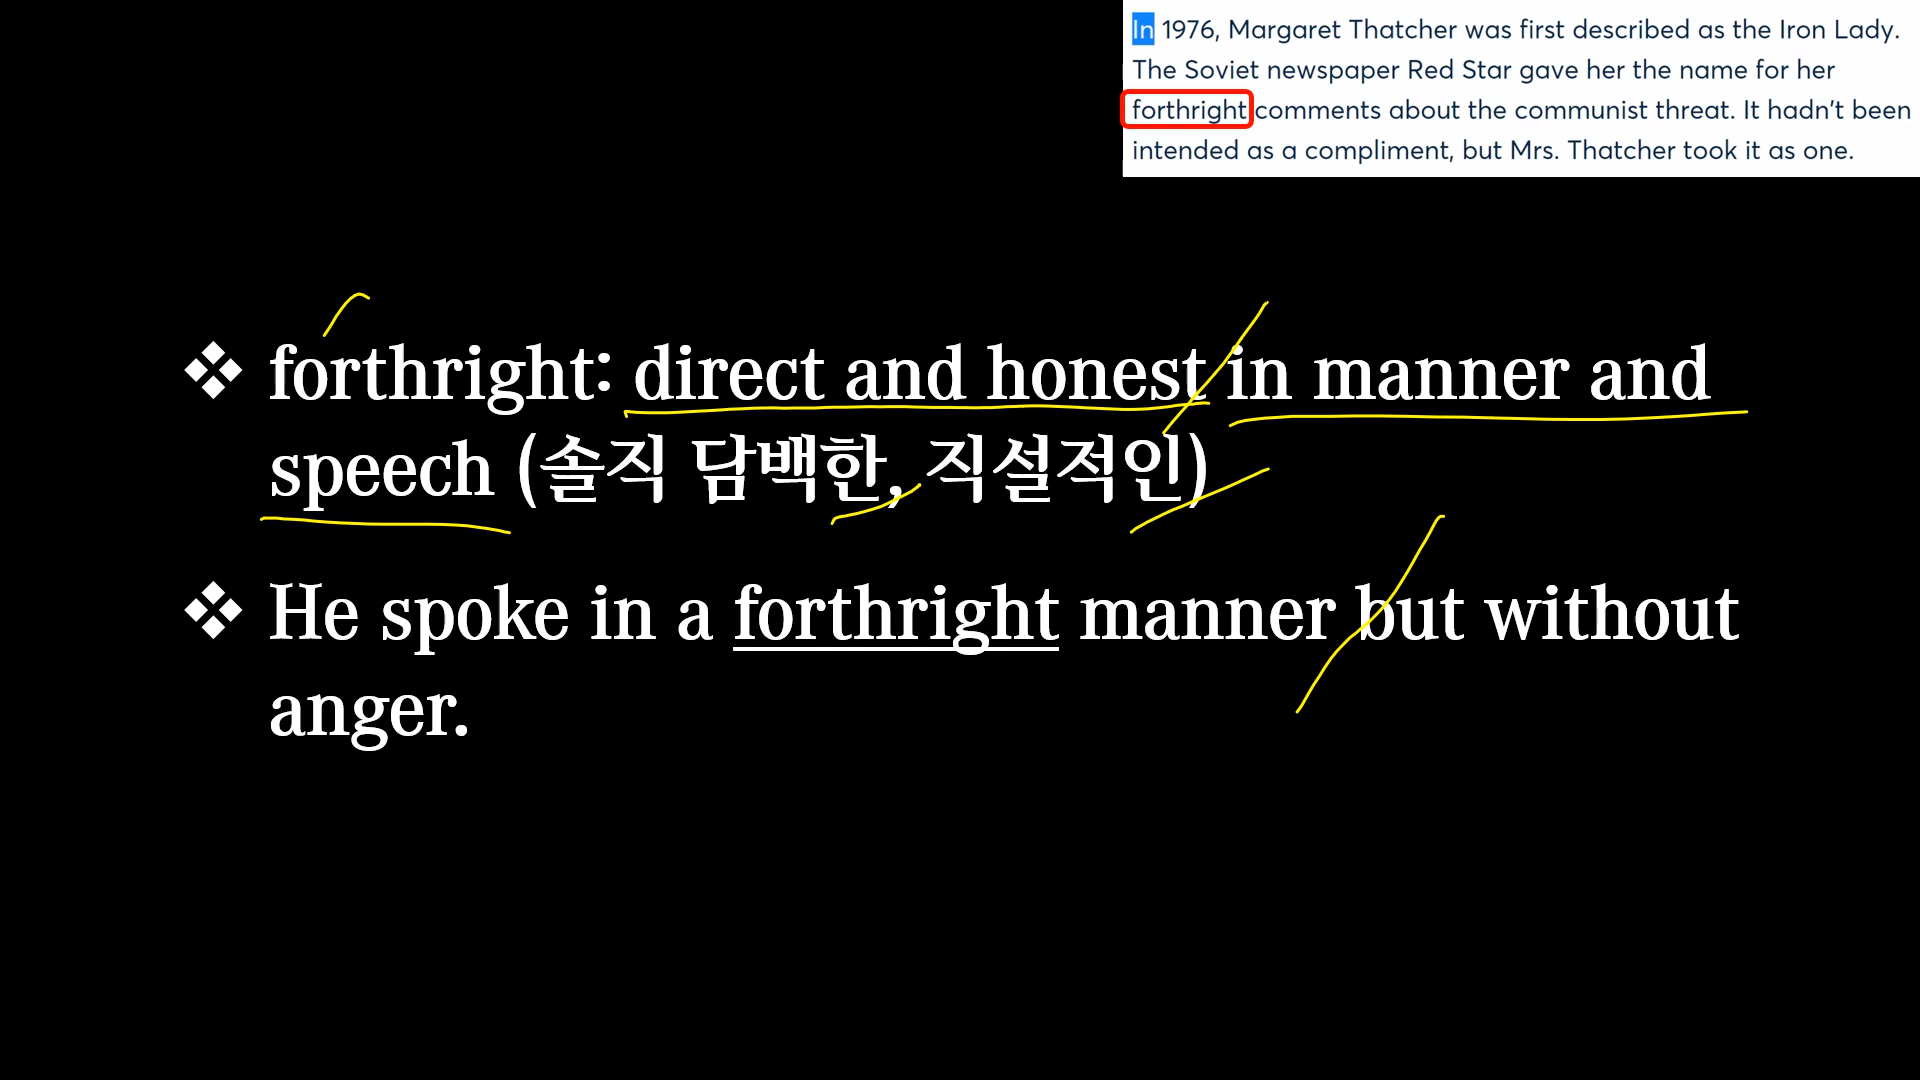 In 1976, Margaret Thatcher was first described as the Iron Lady.
The Soviet newspaper Red Star gave her the name for her
forthright comments about the communist threat. It hadn't been
intended as a compliment, but Mrs. Thatcher took it as one.
❖ forthright: direct and honest in manner and
speech (솔직 담백한, 직설적인)
❖ He spoke in a forthright manner but without
anger.